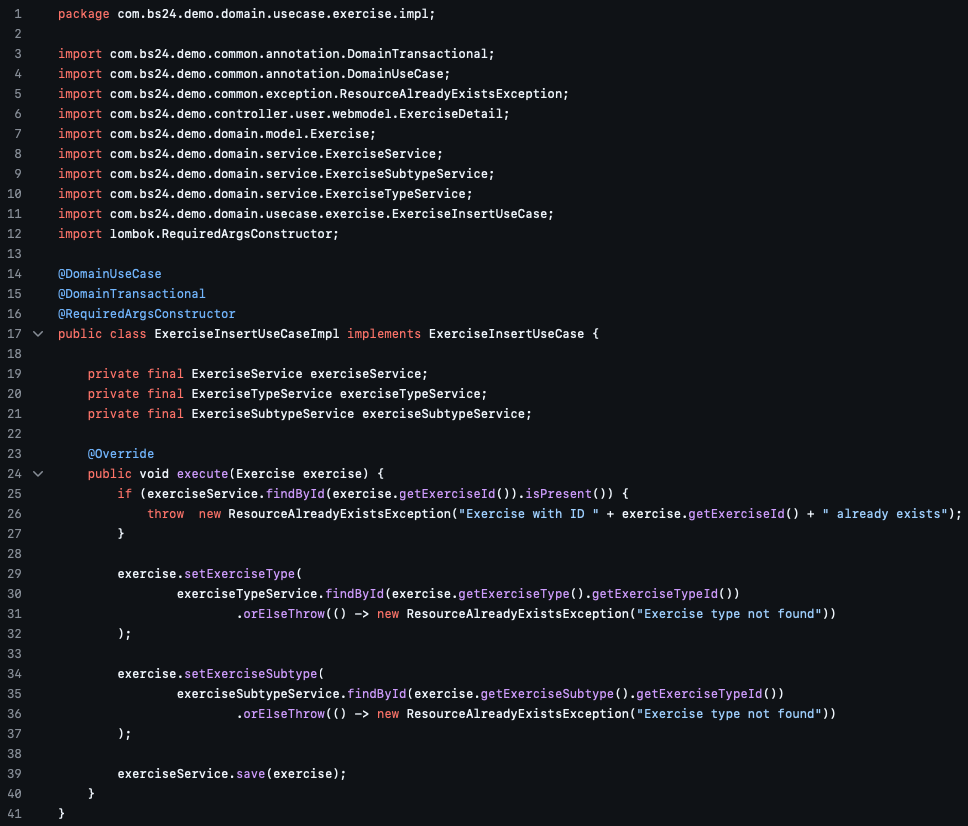 1 package com.bs24.demo.domain.usecase.exercise.impl;
2
3 import com.bs24.demo.common.annotation.DomainTransactional;
4 import com.bs24.demo.common.annotation.DomainUseCase;
5 import com.bs24.demo.common.exception.ResourceAlreadyExistsException;
6 import com.bs24.demo.controller.user.webmodel.ExerciseDetail;
7 import com.bs24.demo.domain.model.Exercise;
8 import com.bs24.demo.domain.service.ExerciseService;
9 import com.bs24.demo.domain.service.ExerciseSubtypeService;
10 import com.bs24.demo.domain.service.ExerciseTypeService;
11 import com.bs24.demo.domain.usecase.exercise.ExerciseInsertUseCase;
12 import lombok.RequiredArgsConstructor;
13
14 @DomainUseCase
15 @DomainTransactional
16 @RequiredArgsConstructor
17 public class ExerciseInsertUseCaseImpl implements ExerciseInsertUseCase {
18
19     private final ExerciseService exerciseService;
20     private final ExerciseTypeService exerciseTypeService;
21     private final ExerciseSubtypeService exerciseSubtypeService;
22
23     @Override
24     public void execute(Exercise exercise) {
25         if (exerciseService.findById(exercise.getExerciseId()).isPresent()) {
26             throw  new ResourceAlreadyExistsException("Exercise with ID " + exercise.getExerciseId() + " already exists");
27         }
28
29         exercise.setExerciseType(
30                 exerciseTypeService.findById(exercise.getExerciseType().getExerciseTypeId())
31                         .orElseThrow(() -> new ResourceAlreadyExistsException("Exercise type not found"))
32         );
33
34         exercise.setExerciseSubtype(
35                 exerciseSubtypeService.findById(exercise.getExerciseSubtype().getExerciseTypeId())
36                         .orElseThrow(() -> new ResourceAlreadyExistsException("Exercise type not found"))
37         );
38
39         exerciseService.save(exercise);
40     }
41 }